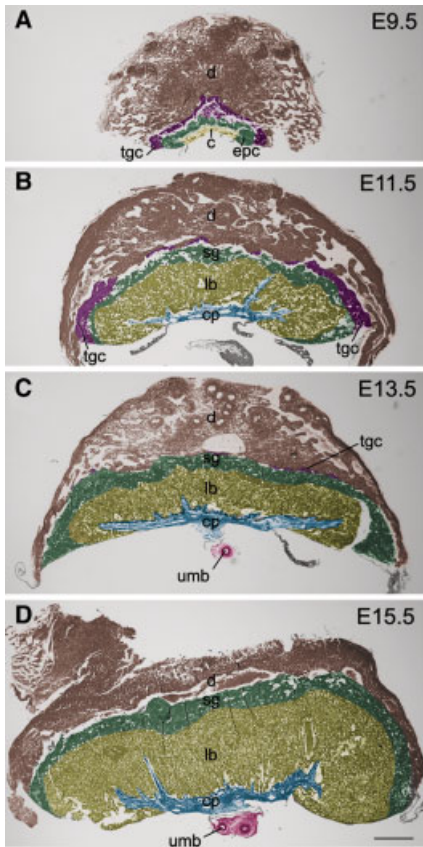 A E9.5
d
c
tgc epc
B E11.5
d
sg
lb
cp
tgc tgc
C E13.5
d
sg tgc
lb
cp
umb
D E15.5
d
sg
lb
cp
umb